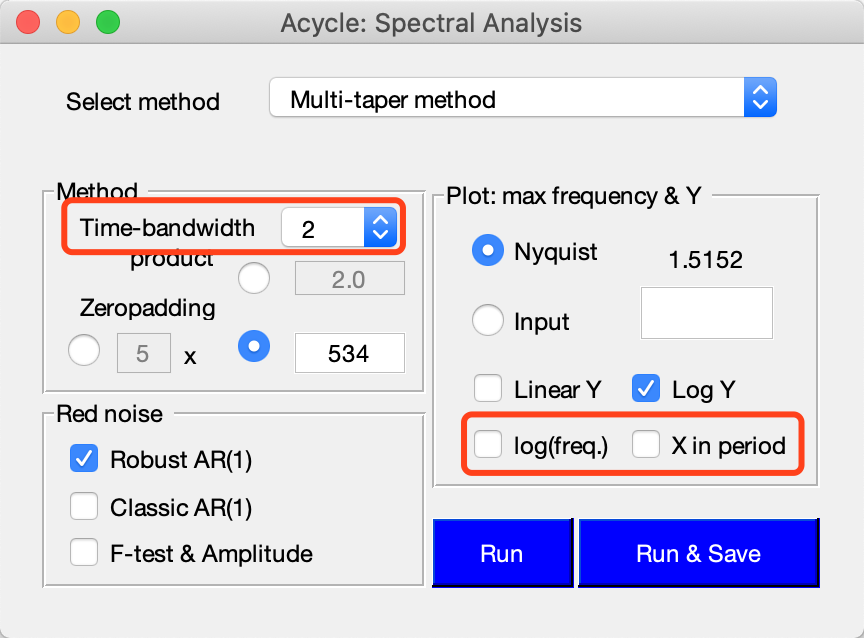 Acycle: Spectral Analysis
Select method
Multi-taper method
Method
Time-bandwidth 2
product
2.0
Zeropadding
5 x 534
Red noise
Robust AR(1)
Classic AR(1)
F-test & Amplitude
Plot: max frequency & Y
Nyquist 1.5152
Input
Linear Y Log Y
log(freq.) X in period
Run Run & Save